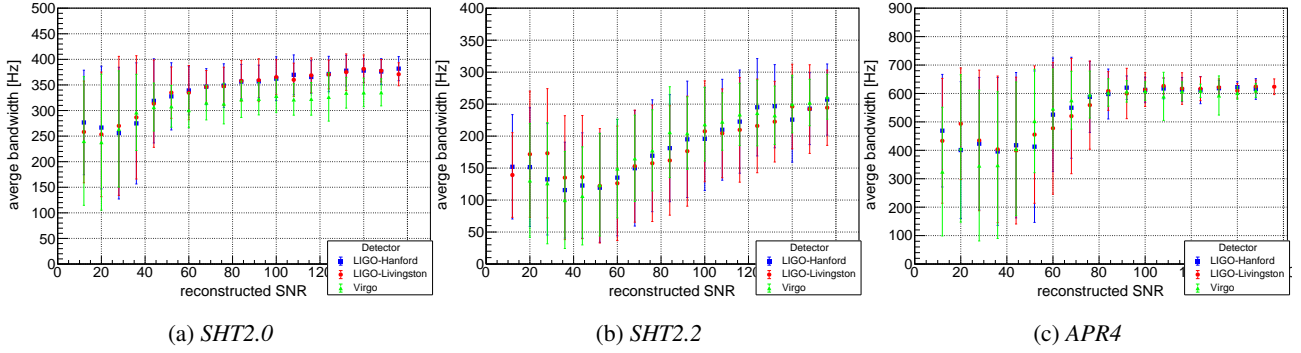 500
450
400
350
300
250
200
150
100
50
0
averge bandwidth [Hz]
0 20 40 60 80 100 120
reconstructed SNR
Detector
LIGO-Hanford
LIGO-Livingston
Virgo
(a) SHT2.0
400
350
300
250
200
150
100
50
0
averge bandwidth [Hz]
0 20 40 60 80 100 120
reconstructed SNR
Detector
LIGO-Hanford
LIGO-Livingston
Virgo
(b) SHT2.2
900
800
700
600
500
400
300
200
100
0
averge bandwidth [Hz]
0 20 40 60 80 100
reconstructed SNR
Detector
LIGO-Hanford
LIGO-Livingston
Virgo
(c) APR4